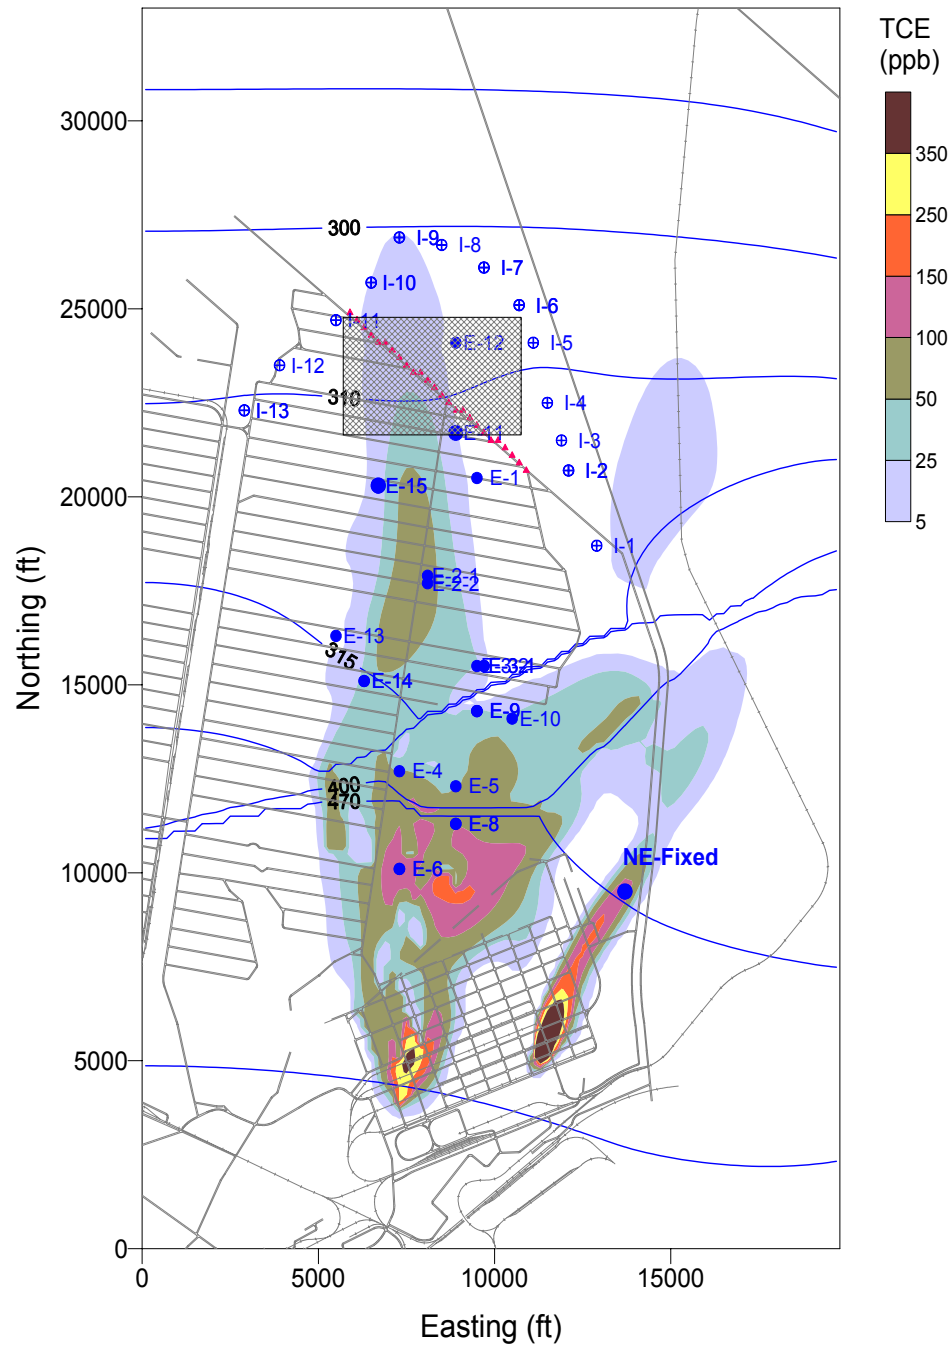 TCE
(ppb)
350
250
150
100
50
25
5
30000
25000
20000
15000
10000
5000
0
0
5000
10000
15000
Northing (ft)
Easting (ft)
300
I-9
I-8
I-7
I-10
I-6
I-11
E-12
I-5
I-12
310
I-4
I-13
E-11
I-3
I-2
E-1
E-15
I-1
E-2-1
E-2-2
E-13
315
E-14
E-9
E-10
E-4
E-5
400
470
E-8
E-6
NE-Fixed